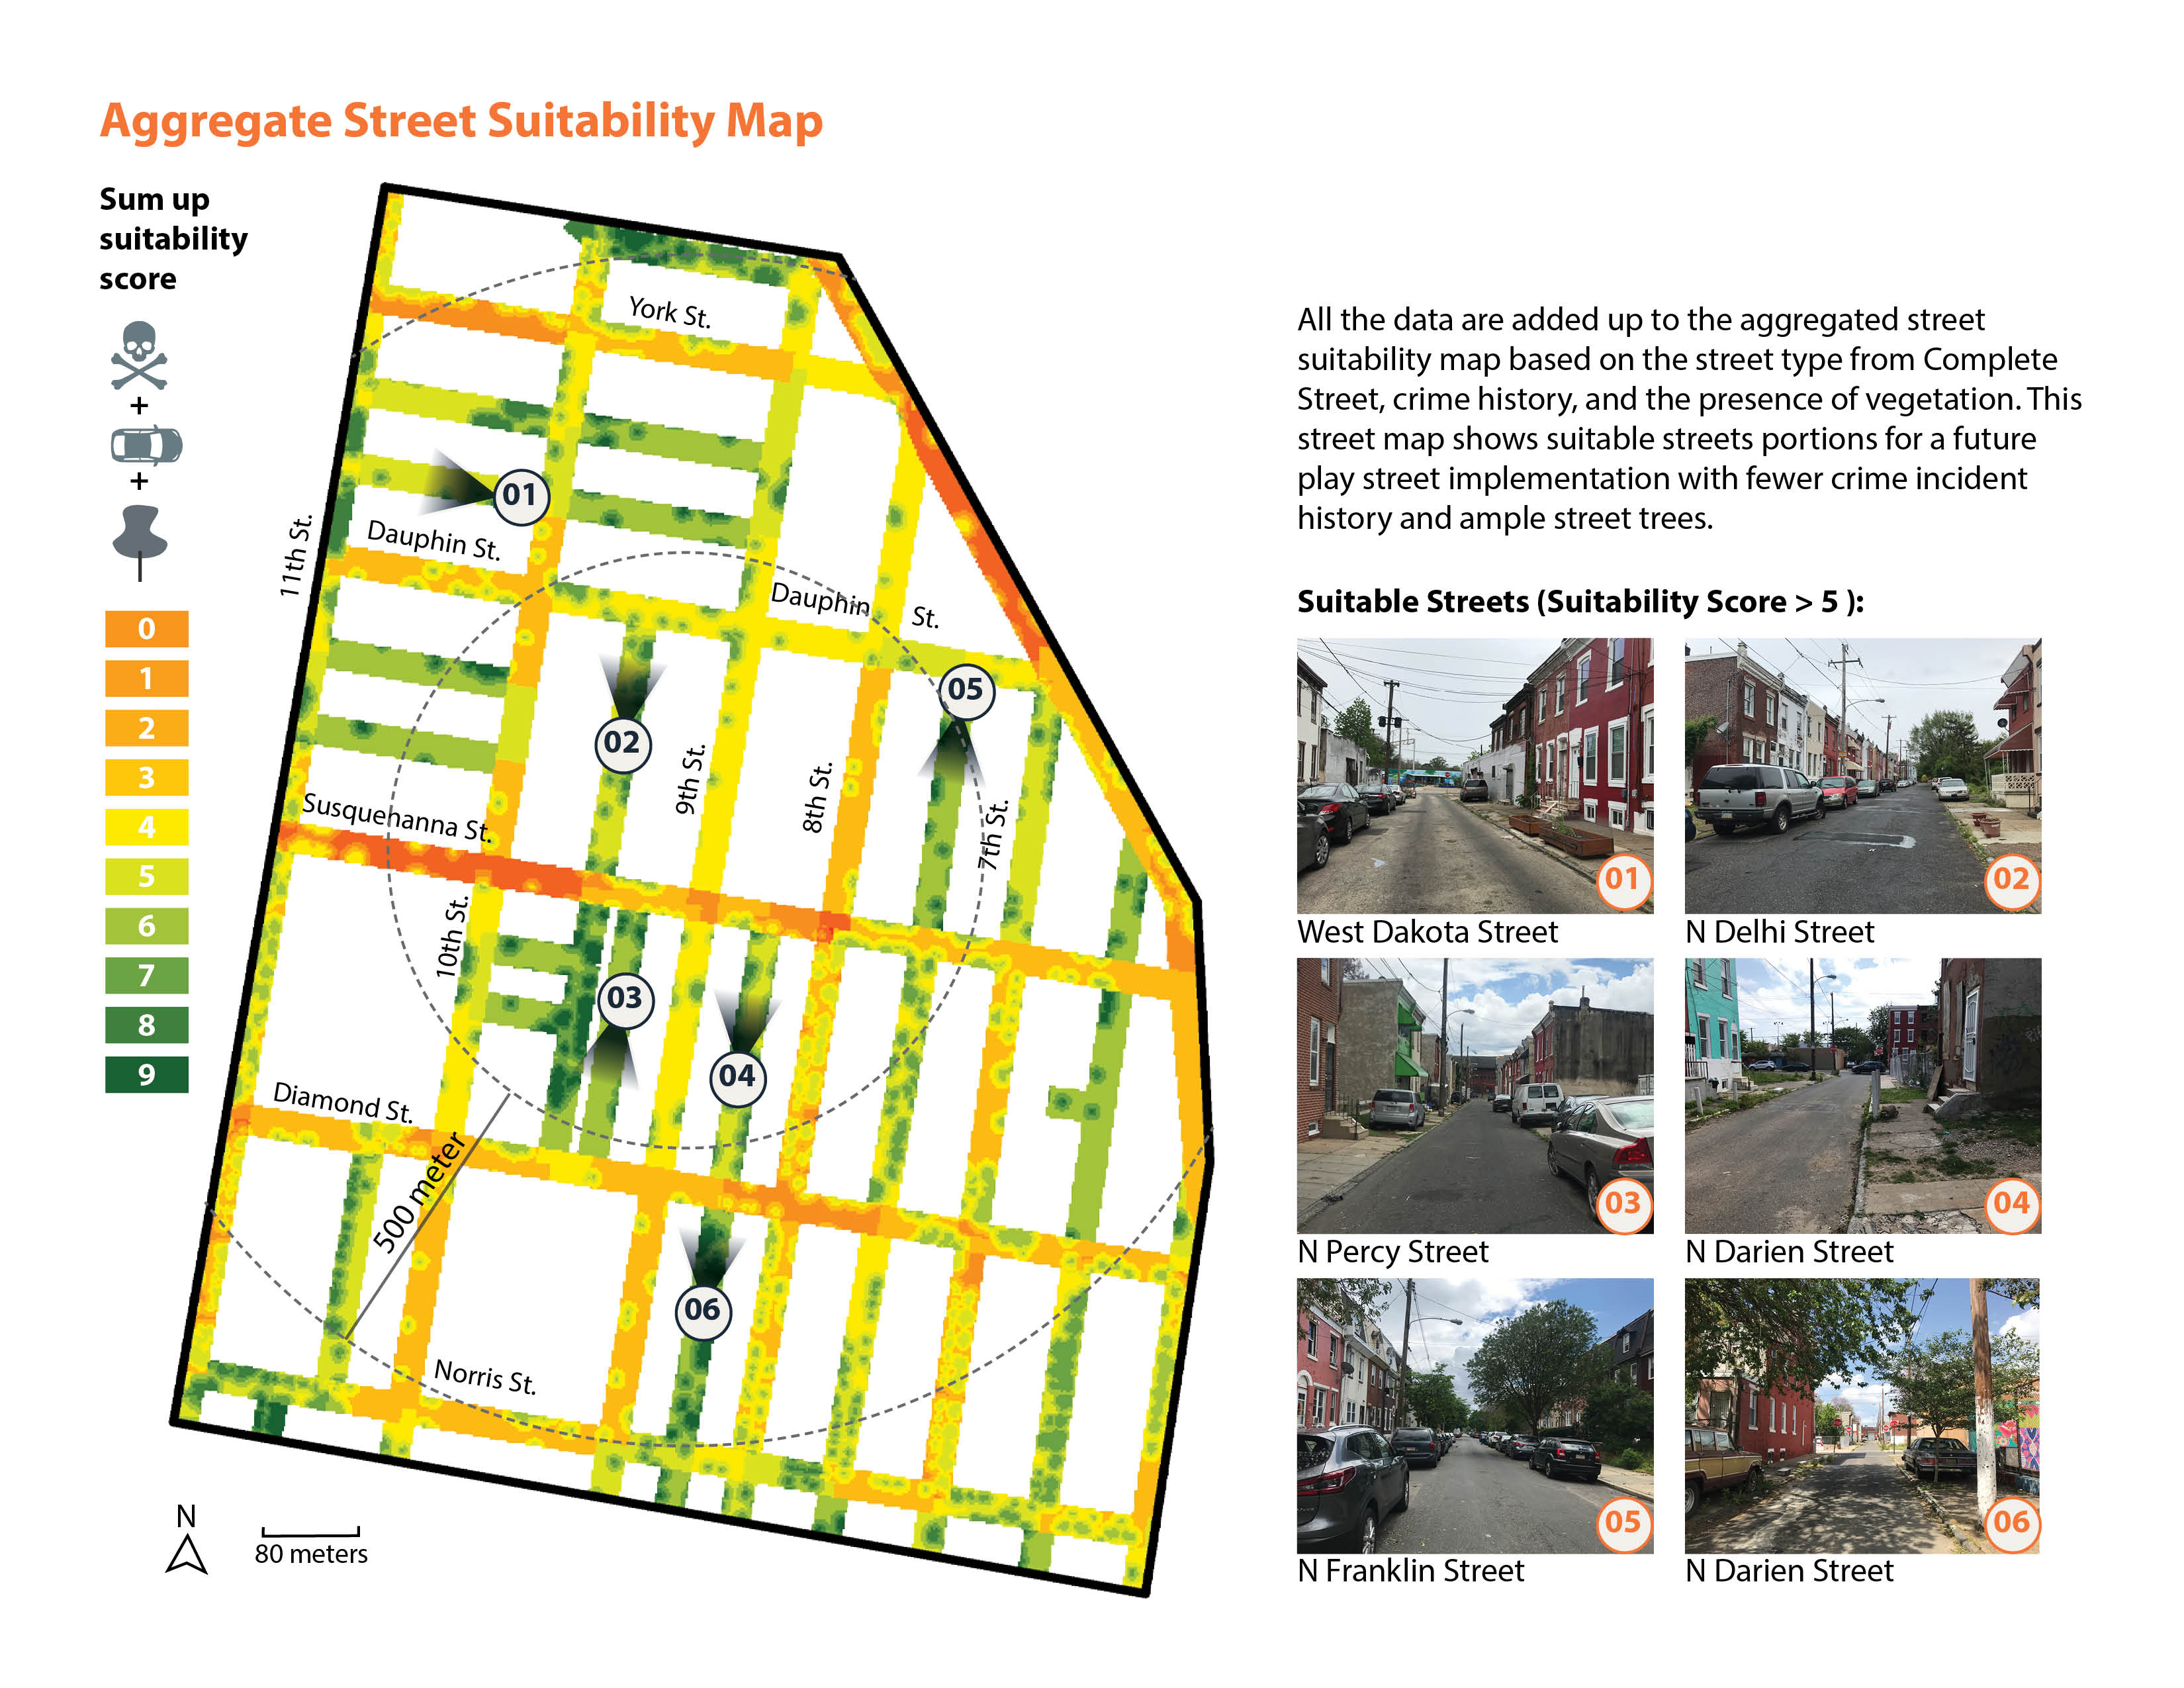 Aggregate Street Suitability Map
Sum up
suitability
score
+
+
0
1
2
3
4
5
6
7
8
9
York St.
01
11th St.
Dauphin St.
Dauphin St.
02
05
9th St.
8th St.
7th St.
Susquehanna St.
10th St.
03
04
Diamond St.
500 meter
06
Norris St.
N
80 meters
All the data are added up to the aggregated street
suitability map based on the street type from Complete
Street, crime history, and the presence of vegetation. This
street map shows suitable streets portions for a future
play street implementation with fewer crime incident
history and ample street trees.
Suitable Streets (Suitability Score > 5 ):
01
West Dakota Street
02
N Delhi Street
03
N Percy Street
04
N Darien Street
05
N Franklin Street
06
N Darien Street